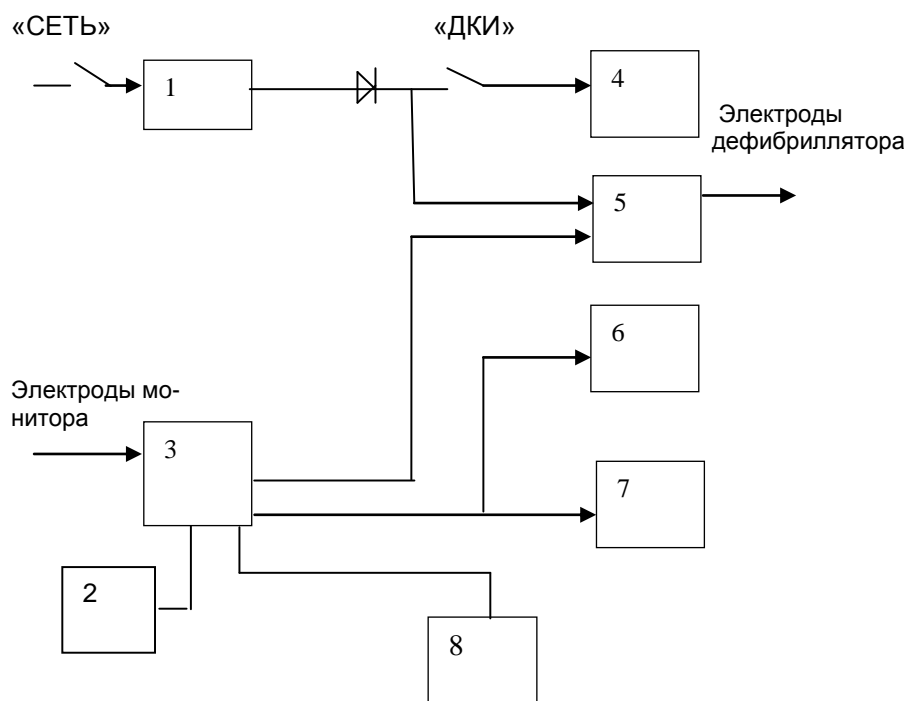 «СЕТЬ»
«ДКИ»
1
4
Электроды
дефибриллятора
5
6
Электроды мо-
нитора
3
7
2
8